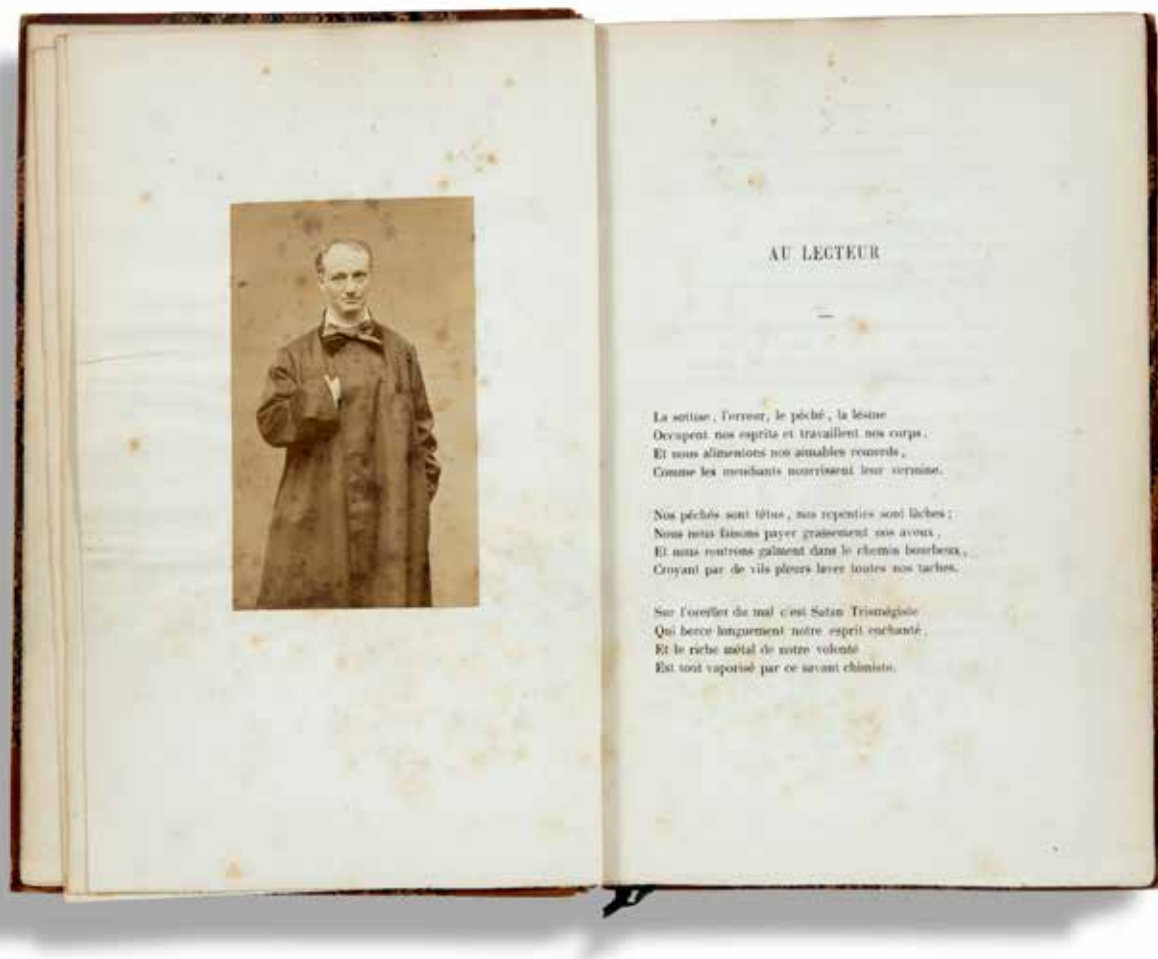 AU LECTEUR
La sottise, l'erreur, le péché, la lésine
Occupent nos esprits et travaillent nos corps,
Et nous alimentons nos aimables remords,
Comme les mendiants nourrissent leur vermine.
Nos péchés sont têtus, nos repentirs sont lâches ;
Nous nous faisons payer grassement nos aveux,
Et nous rentrons gaîment dans le chemin bourbeux,
Croyant par de vils pleurs laver toutes nos taches.
Sur l'oreiller du mal c'est Satan Trismégiste
Qui berce longuement notre esprit enchanté,
Et le riche métal de notre volonté
Est tout vaporisé par ce savant chimiste.